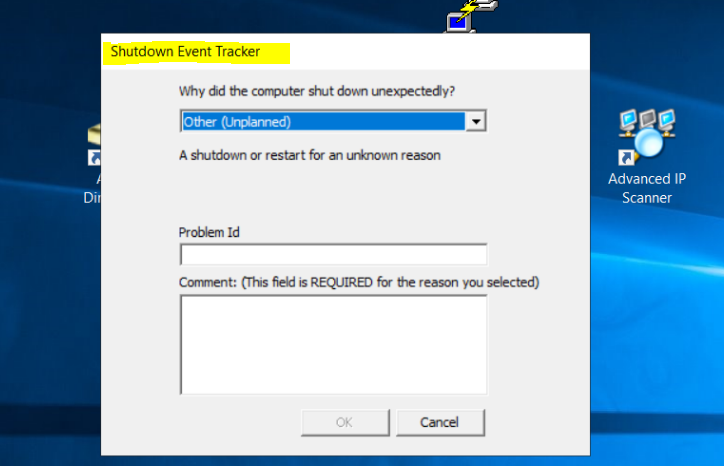 Shutdown Event Tracker
Why did the computer shut down unexpectedly?
Other (Unplanned)
A shutdown or restart for an unknown reason
Problem Id
Comment: (This field is REQUIRED for the reason you selected)
OK
Cancel
Advanced IP
Scanner